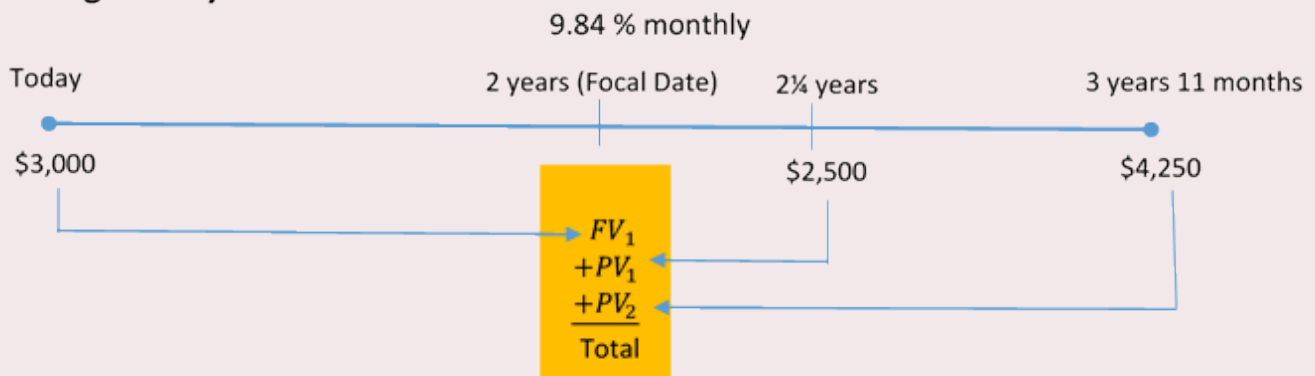 9.84 % monthly
Today
2 years (Focal Date)
2¼ years
3 years 11 months
$3,000
$2,500
$4,250
FV₁
+PV₁
+PV₂
Total